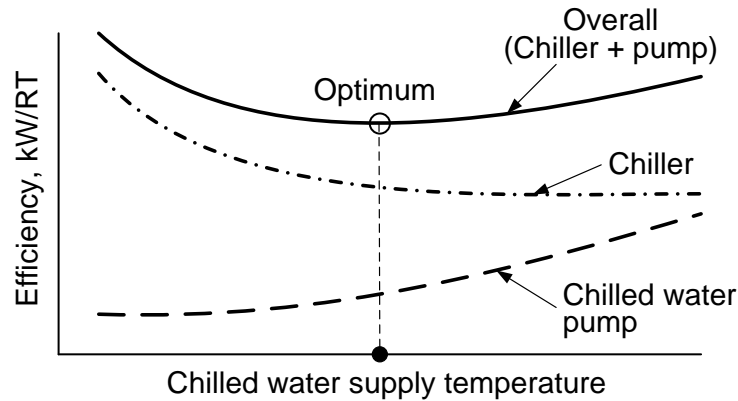 Overall
(Chiller + pump)
Optimum
Chiller
Chilled water
pump
Efficiency, kW/RT
Chilled water supply temperature